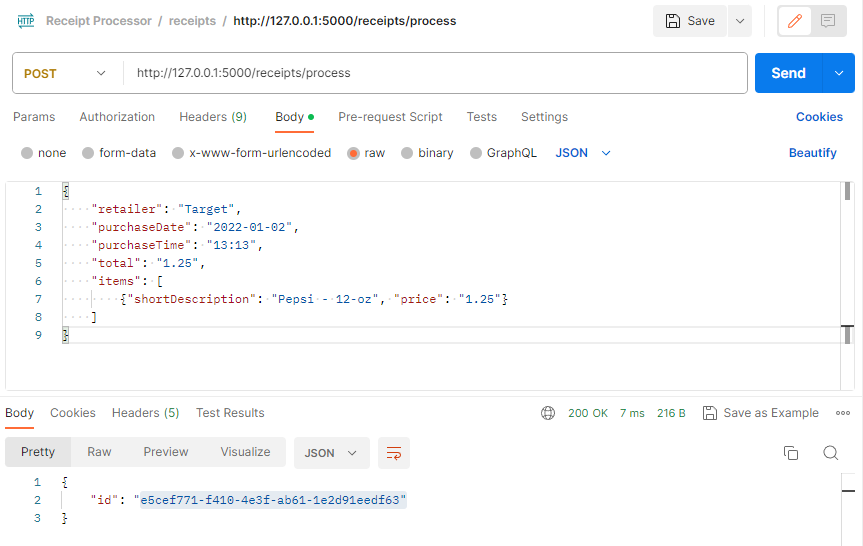 HTTP Receipt Processor / receipts / http://127.0.0.1:5000/receipts/process Save
POST http://127.0.0.1:5000/receipts/process Send
Params Authorization Headers (9) Body Pre-request Script Tests Settings Cookies
none form-data x-www-form-urlencoded raw binary GraphQL JSON Beautify
1 {
2 "retailer": "Target",
3 "purchaseDate": "2022-01-02",
4 "purchaseTime": "13:13",
5 "total": "1.25",
6 "items": [
7 {"shortDescription": "Pepsi - 12-oz", "price": "1.25"}
8 ]
9 }
Body Cookies Headers (5) Test Results 200 OK 7 ms 216 B Save as Example
Pretty Raw Preview Visualize JSON
1 {
2 "id": "e5cef771-f410-4e3f-ab61-1e2d91eedf63"
3 }